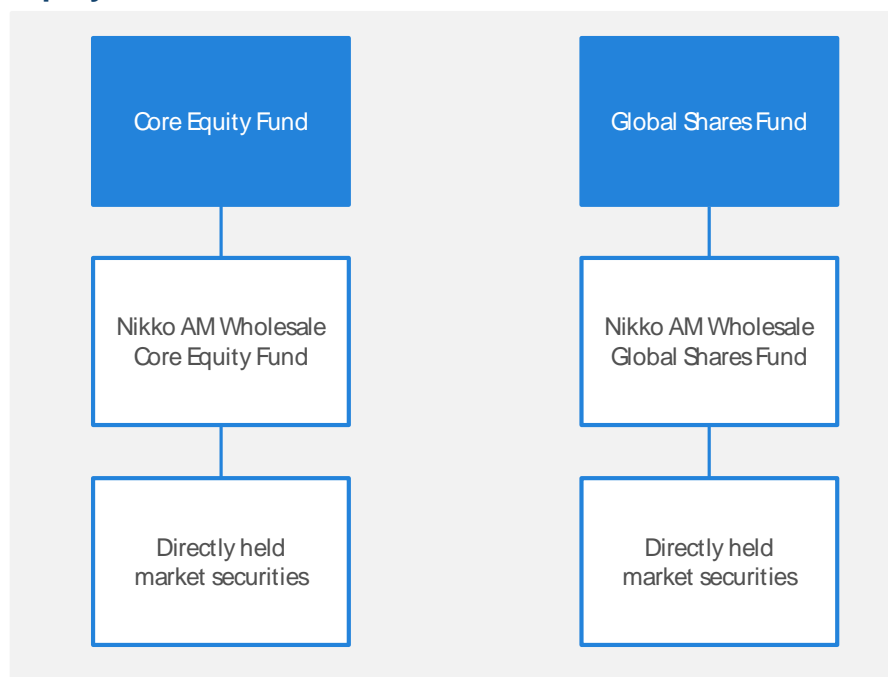 Core Equity Fund
Global Shares Fund
Nikko AM Wholesale
Core Equity Fund
Nikko AM Wholesale
Global Shares Fund
Directly held
market securities
Directly held
market securities